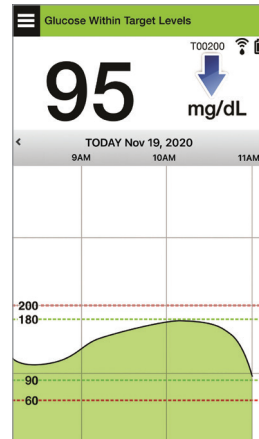 Glucose Within Target Levels
T00200
95
mg/dL
< TODAY Nov 19, 2020
9AM 10AM 11AM
200
180
90
60